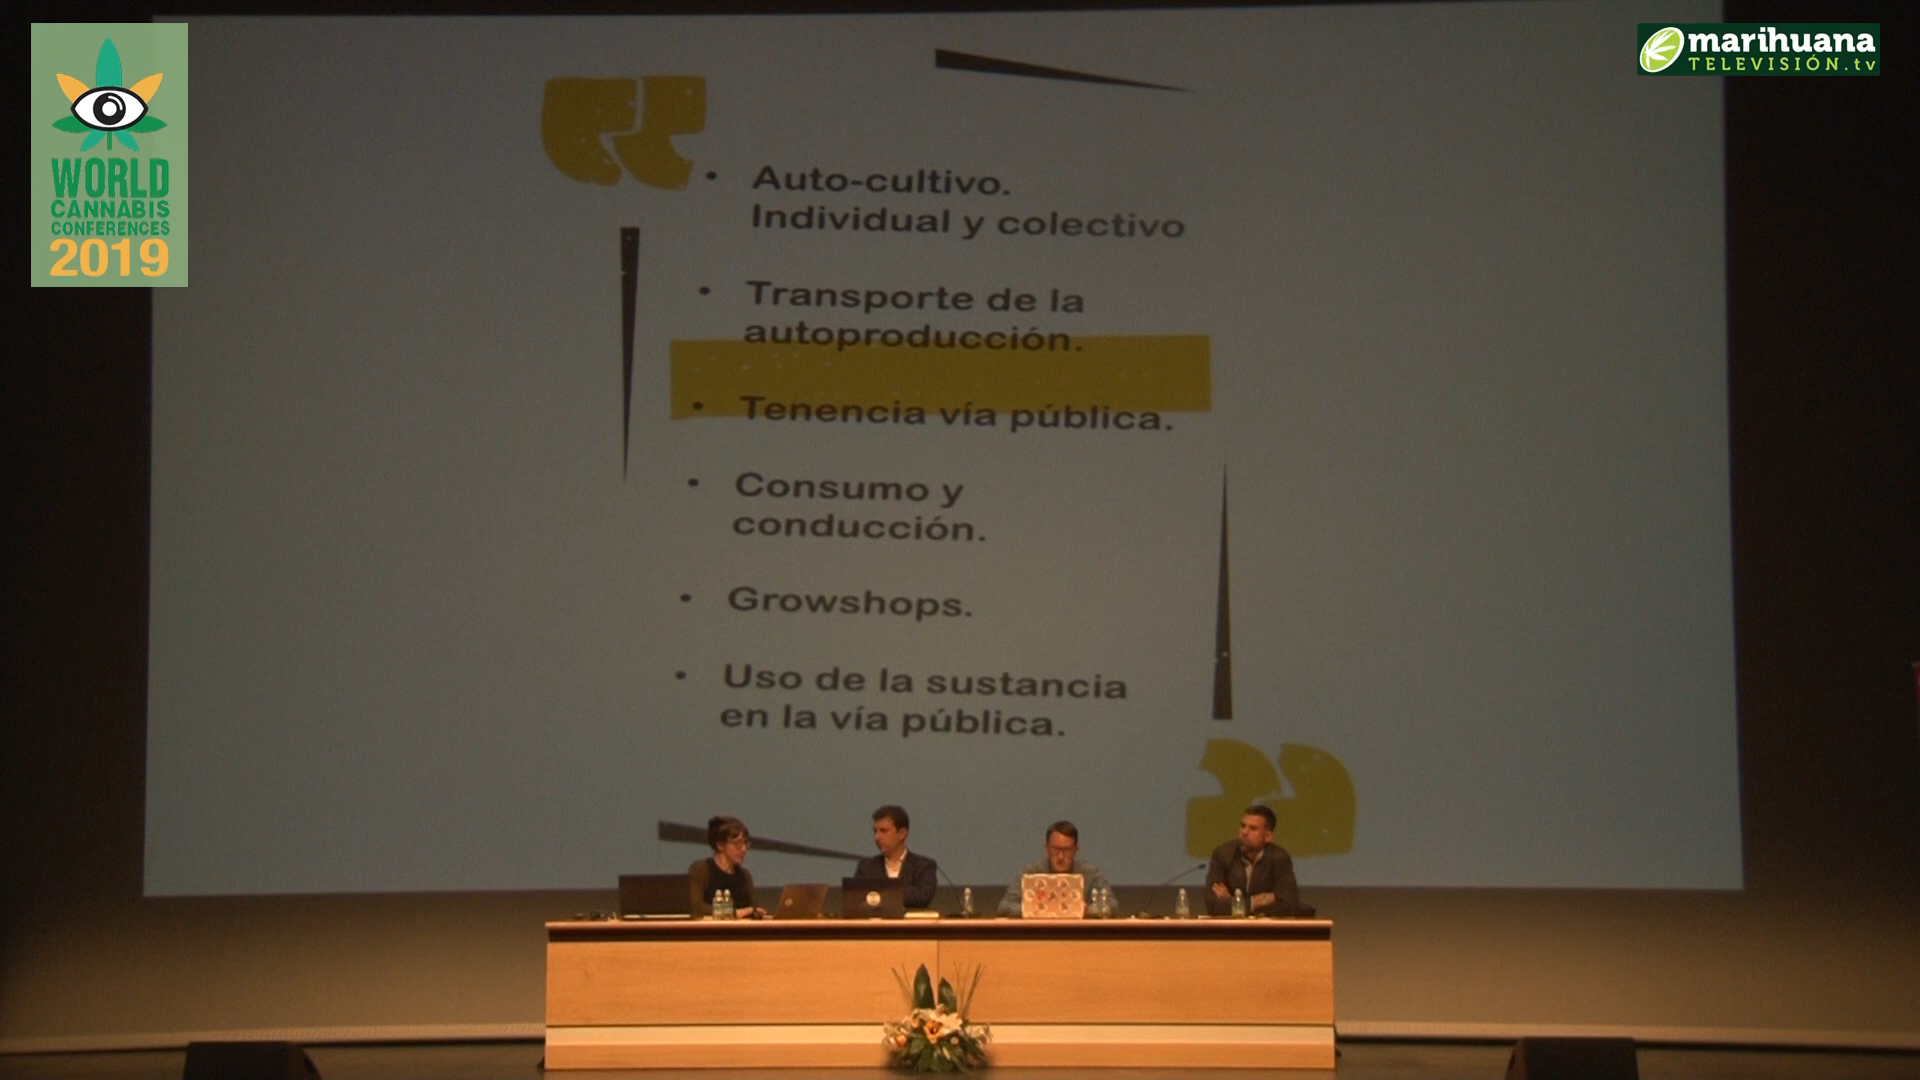 WORLD
CANNABIS
CONFERENCES
2019
marihuana
TELEVISIÓN.tv
• Auto-cultivo.
Individual y colectivo
• Transporte de la
autoproducción.
• Tenencia vía pública.
• Consumo y
conducción.
• Growshops.
• Uso de la sustancia
en la vía pública.